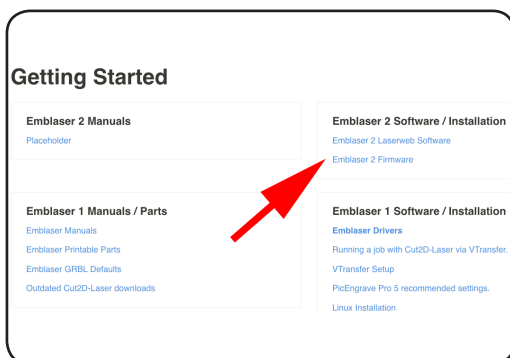 Getting Started
Emblaser 2 Manuals
Placeholder
Emblaser 2 Software / Installation
Emblaser 2 Laserweb Software
Emblaser 2 Firmware
Emblaser 1 Manuals / Parts
Emblaser Manuals
Emblaser Printable Parts
Emblaser GRBL Defaults
Outdated Cut2D-Laser downloads
Emblaser 1 Software / Installation
Emblaser Drivers
Running a job with Cut2D-Laser via VTransfer.
VTransfer Setup
PicEngrave Pro 5 recommended settings.
Linux Installation